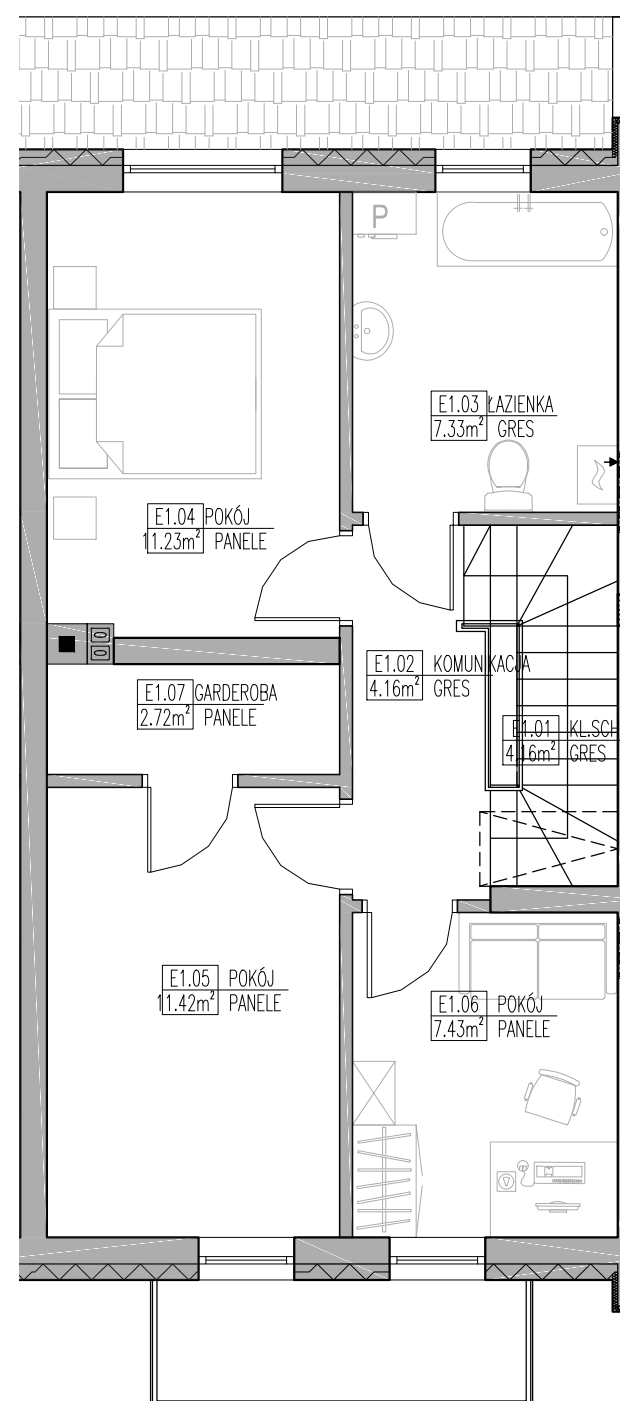 P
E1.03 ŁAZIENKA
7.33m² GRES
E1.04 POKÓJ
11.23m² PANELE
E1.02 KOMUNIKACJA
4.16m² GRES
E1.07 GARDEROBA
2.72m² PANELE
E1.01 KL.SCH
4.16m² GRES
E1.05 POKÓJ
11.42m² PANELE
E1.06 POKÓJ
7.43m² PANELE